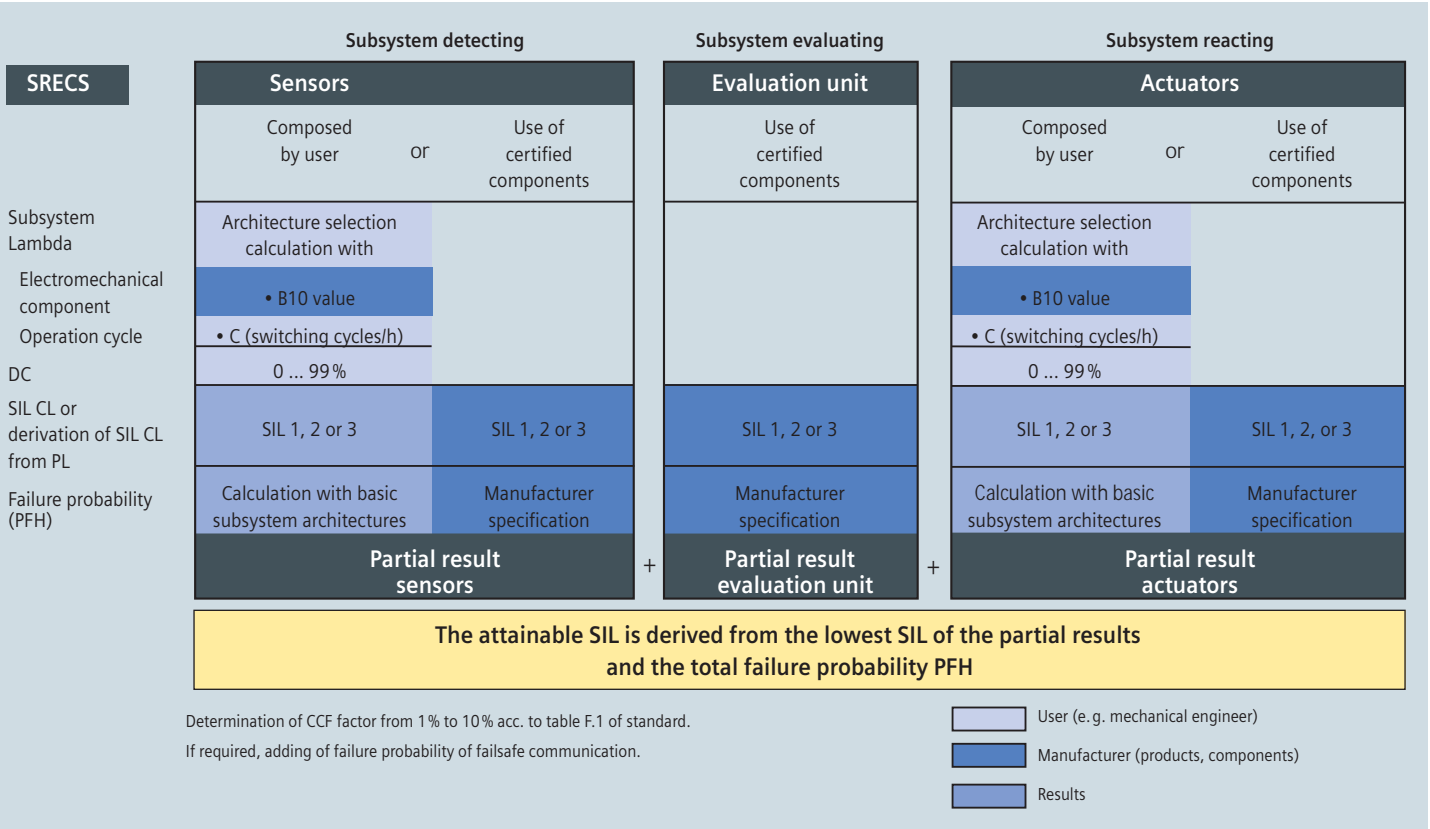 Subsystem detecting
Subsystem evaluating
Subsystem reacting
SRECS
Sensors
Evaluation unit
Actuators
Composed
by user
or
Use of
certified
components
Use of
certified
components
Composed
by user
or
Use of
certified
components
Subsystem
Lambda
Architecture selection
calculation with
Architecture selection
calculation with
Electromechanical
component
• B10 value
• B10 value
Operation cycle
• C (switching cycles/h)
• C (switching cycles/h)
DC
0 ... 99 %
0 ... 99 %
SIL CL or
derivation of SIL CL
from PL
SIL 1, 2 or 3
SIL 1, 2 or 3
SIL 1, 2 or 3
SIL 1, 2 or 3
SIL 1, 2, or 3
Failure probability
(PFH)
Calculation with basic
subsystem architectures
Manufacturer
specification
Manufacturer
specification
Calculation with basic
subsystem architectures
Manufacturer
specification
Partial result
sensors
+
Partial result
evaluation unit
+
Partial result
actuators
The attainable SIL is derived from the lowest SIL of the partial results
and the total failure probability PFH
Determination of CCF factor from 1 % to 10 % acc. to table F.1 of standard.
If required, adding of failure probability of failsafe communication.
User (e. g. mechanical engineer)
Manufacturer (products, components)
Results